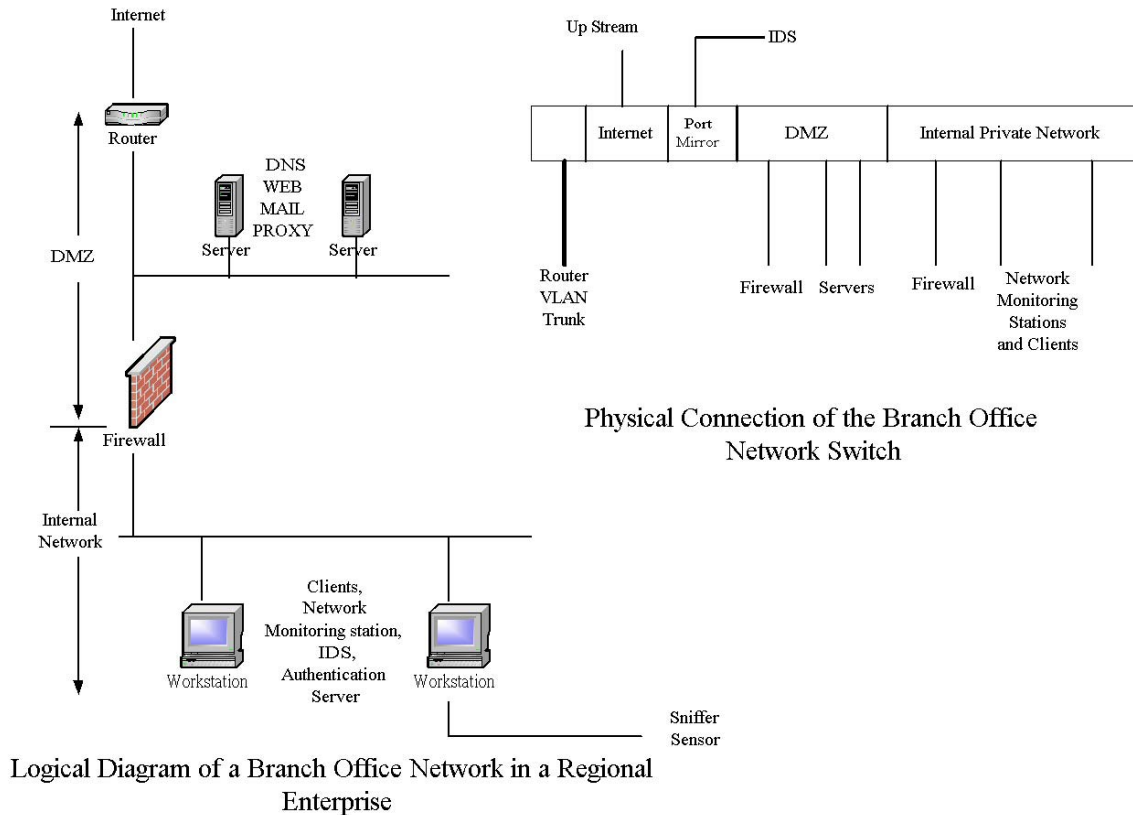 Internet
Router
DNS
WEB
MAIL
PROXY
Server
Server
DMZ
Firewall
Internal
Network
Clients,
Network
Monitoring station,
IDS,
Authentication
Server
Workstation
Workstation
Sniffer
Sensor
Logical Diagram of a Branch Office Network in a Regional
Enterprise
Up Stream
IDS
Internet
Port
Mirror
DMZ
Internal Private Network
Router
VLAN
Trunk
Firewall
Servers
Firewall
Network
Monitoring
Stations
and Clients
Physical Connection of the Branch Office
Network Switch